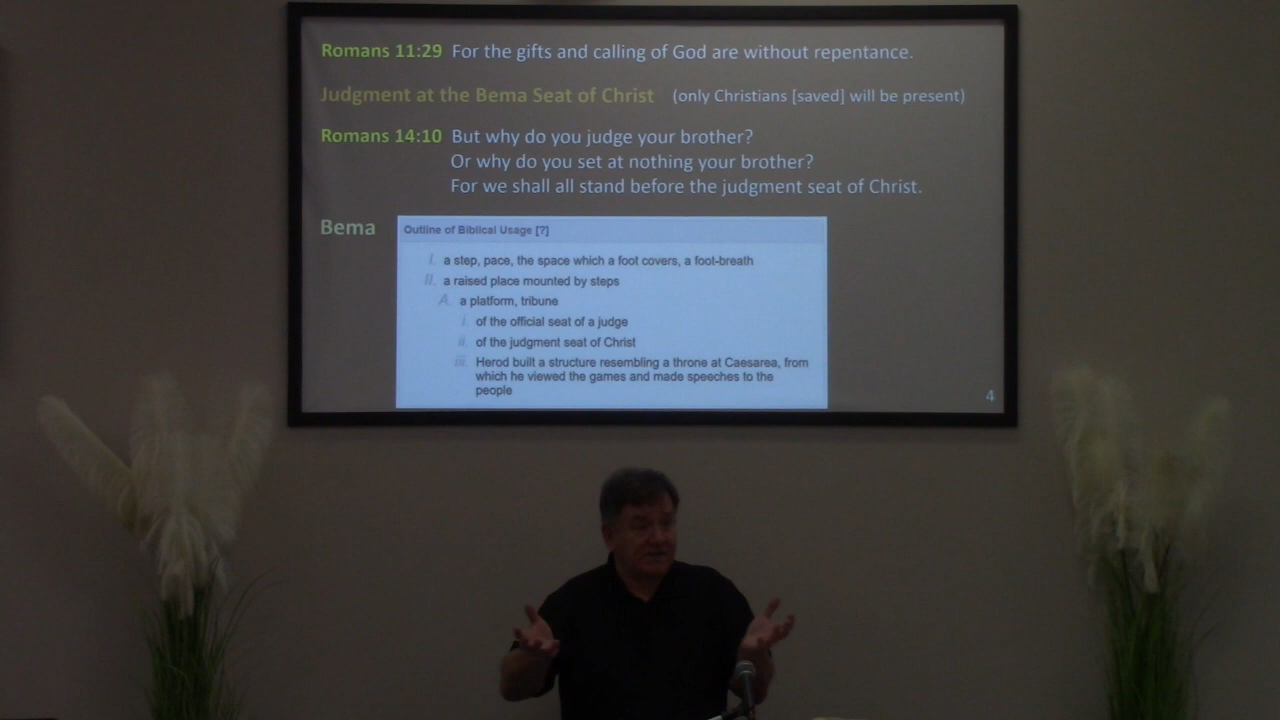 Romans 11:29 For the gifts and calling of God are without repentance.
Judgment at the Bema Seat of Christ (only Christians [saved] will be present)
Romans 14:10 But why do you judge your brother?
Or why do you set at nothing your brother?
For we shall all stand before the judgment seat of Christ.
Bema
Outline of Biblical Usage [?]
I. a step, pace, the space which a foot covers, a foot-breath
II. a raised place mounted by steps
A. a platform, tribune
i. of the official seat of a judge
ii. of the judgment seat of Christ
iii. Herod built a structure resembling a throne at Caesarea, from
which he viewed the games and made speeches to the
people
4